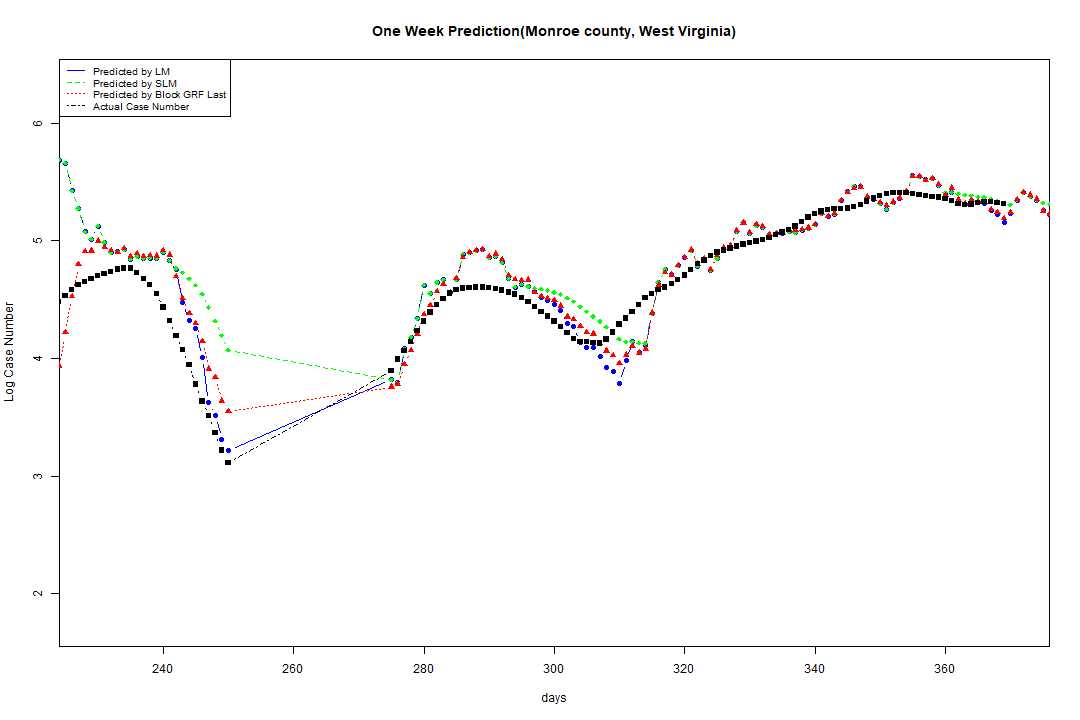 One Week Prediction(Monroe county, West Virginia)
Predicted by LM
Predicted by SLM
Predicted by Block GRF Last
Actual Case Number
6
5
4
3
2
Log Case Number
240 260 280 300 320 340 360
days